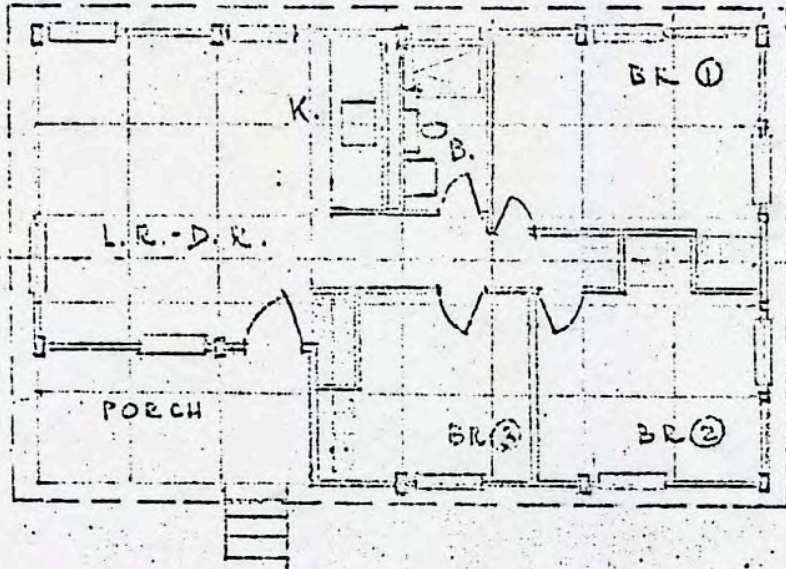 BR ①
K.
B.
L.R.-D.R.
PORCH
BR ③
BR ②